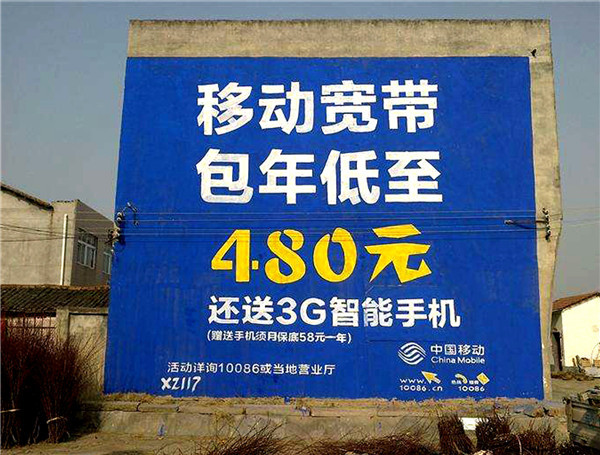 移动宽带
包年低至
480元
还送3G智能手机
(赠送手机须月保底58元一年)
中国移动
China Mobile
活动详询10086或当地营业厅
XZ117
www.
10086.cn
10086